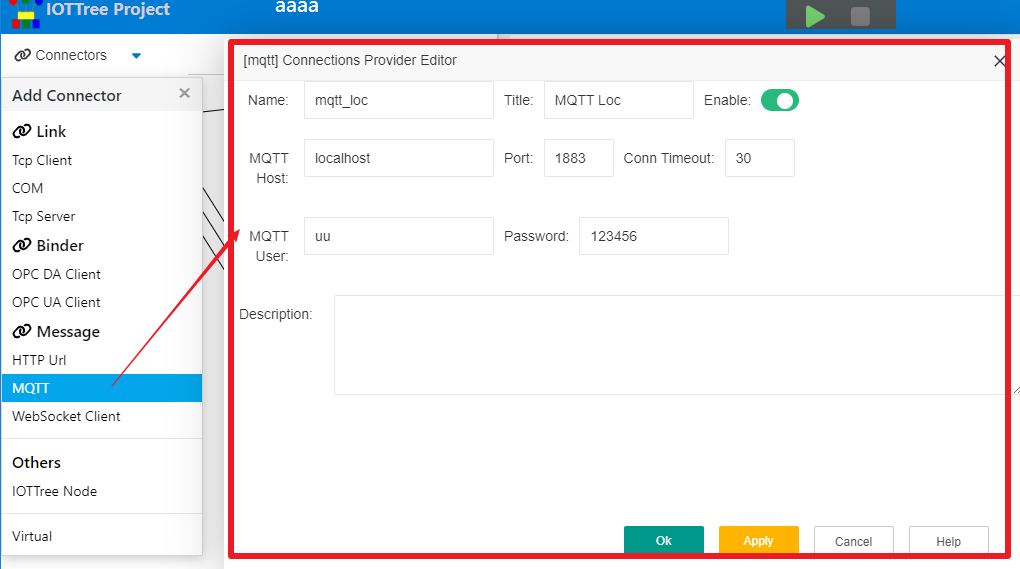 IOTTree Project
aaaa
Connectors
Add Connector
Link
Tcp Client
COM
Tcp Server
Binder
OPC DA Client
OPC UA Client
Message
HTTP Url
MQTT
WebSocket Client
Others
IOTTree Node
Virtual
[mqtt] Connections Provider Editor
Name: mqtt_loc Title: MQTT Loc Enable:
MQTT Host: localhost Port: 1883 Conn Timeout: 30
MQTT User: uu Password: 123456
Description:
Ok Apply Cancel Help